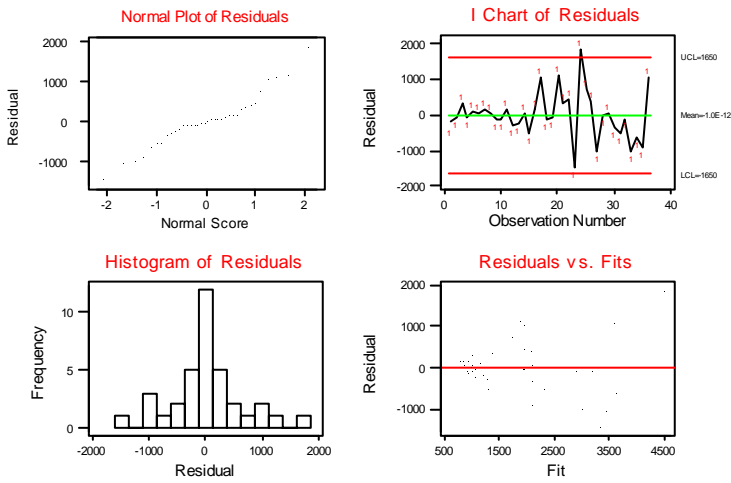 Normal Plot of Residuals
2000
1000
0
-1000
Residual
-2
-1
0
1
2
Normal Score
I Chart of Residuals
2000
1000
0
-1000
-2000
Residual
UCL=1650
Mean=-1.0E-12
LCL=-1650
0
10
20
30
40
Observation Number
Histogram of Residuals
10
5
0
Frequency
-2000
-1000
0
1000
2000
Residual
Residuals vs. Fits
2000
1000
0
-1000
Residual
500
1500
2500
3500
4500
Fit